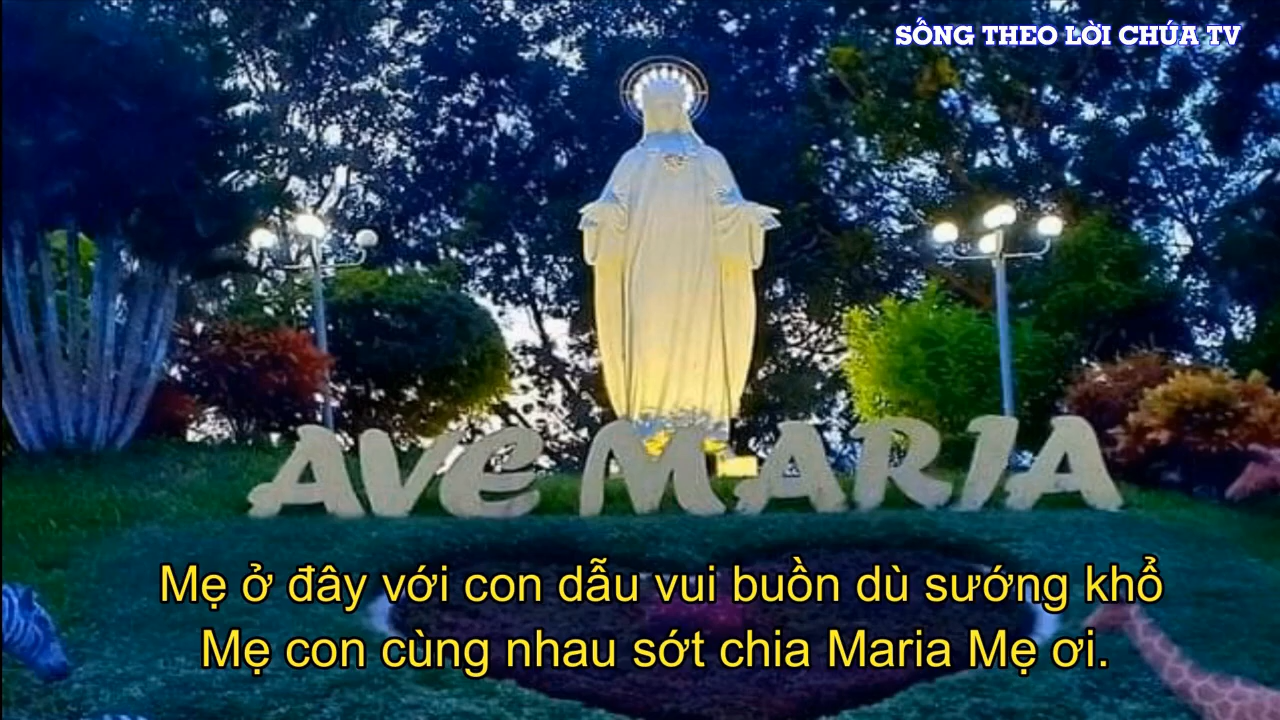 SỐNG THEO LỜI CHÚA TV
AVE MARIA
Mẹ ở đây với con dẫu vui buồn dù sướng khổ
Mẹ con cùng nhau sớt chia Maria Mẹ ơi.